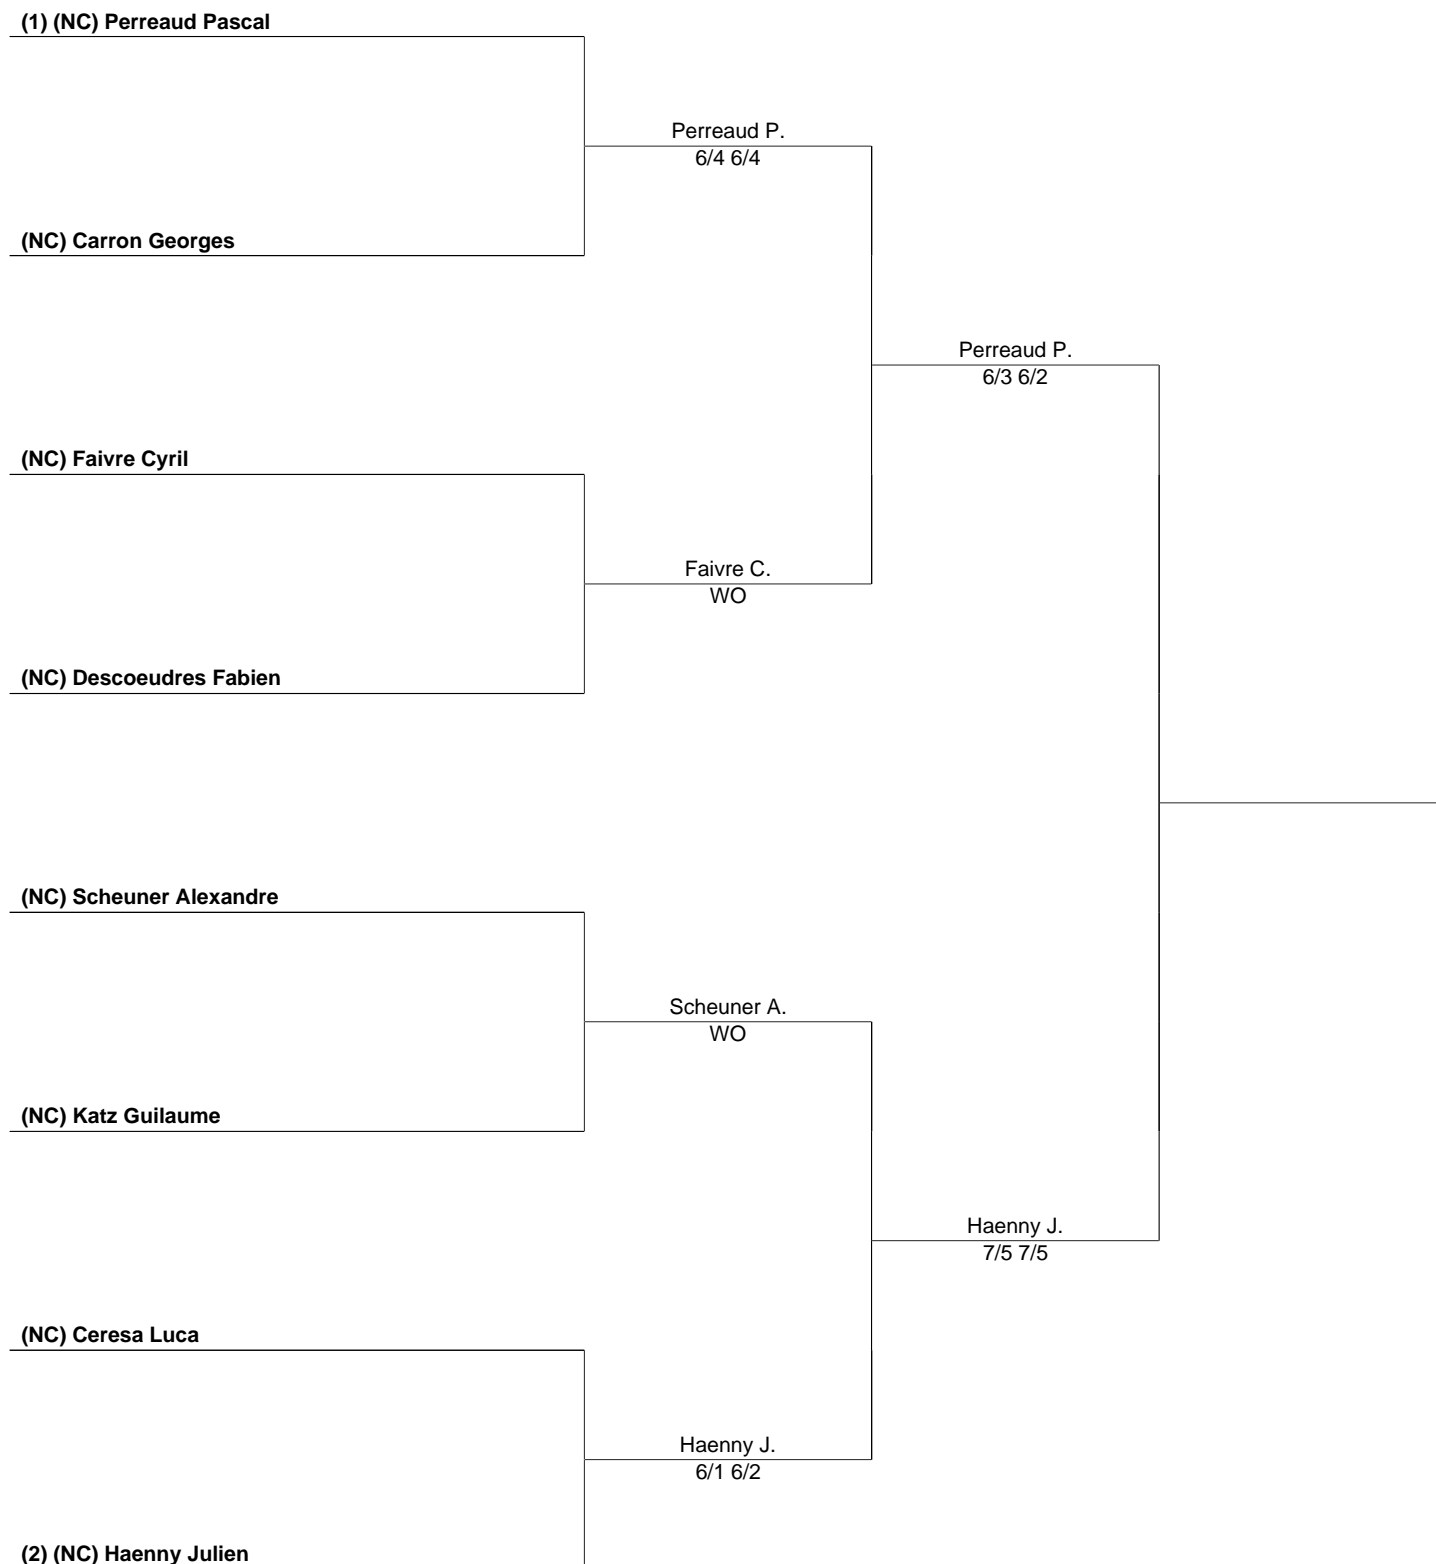 (1) (NC) Perreaud Pascal
Perreaud P.
6/4 6/4
(NC) Carron Georges
Perreaud P.
6/3 6/2
(NC) Faivre Cyril
Faivre C.
WO
(NC) Descoeudres Fabien
(NC) Scheuner Alexandre
Scheuner A.
WO
(NC) Katz Guilaume
Haenny J.
7/5 7/5
(NC) Ceresa Luca
Haenny J.
6/1 6/2
(2) (NC) Haenny Julien